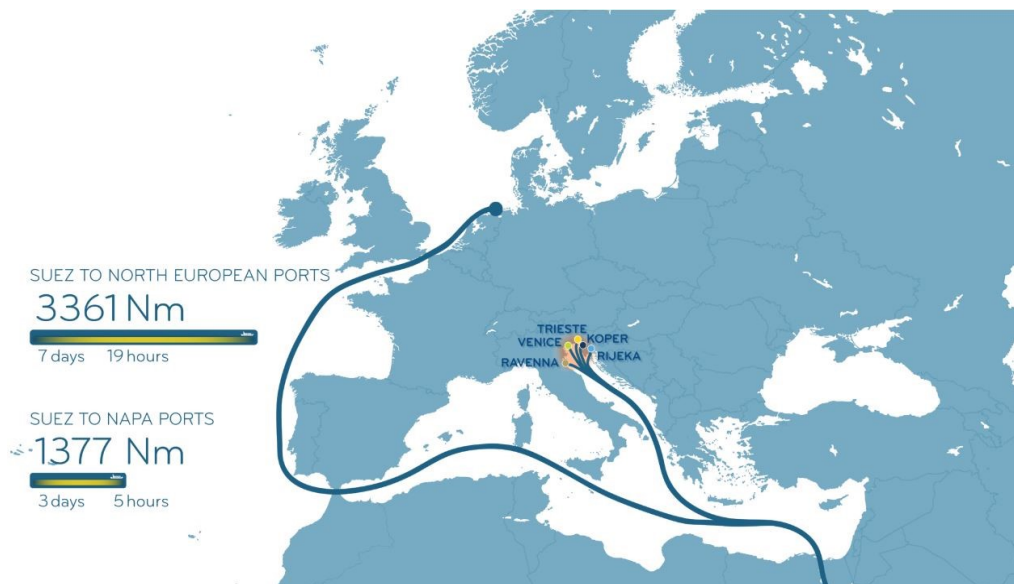 SUEZ TO NORTH EUROPEAN PORTS
3361 Nm
7 days 19 hours
SUEZ TO NAPA PORTS
1377 Nm
3 days 5 hours
TRIESTE
VENICE KOPER
RAVENNA RIJEKA